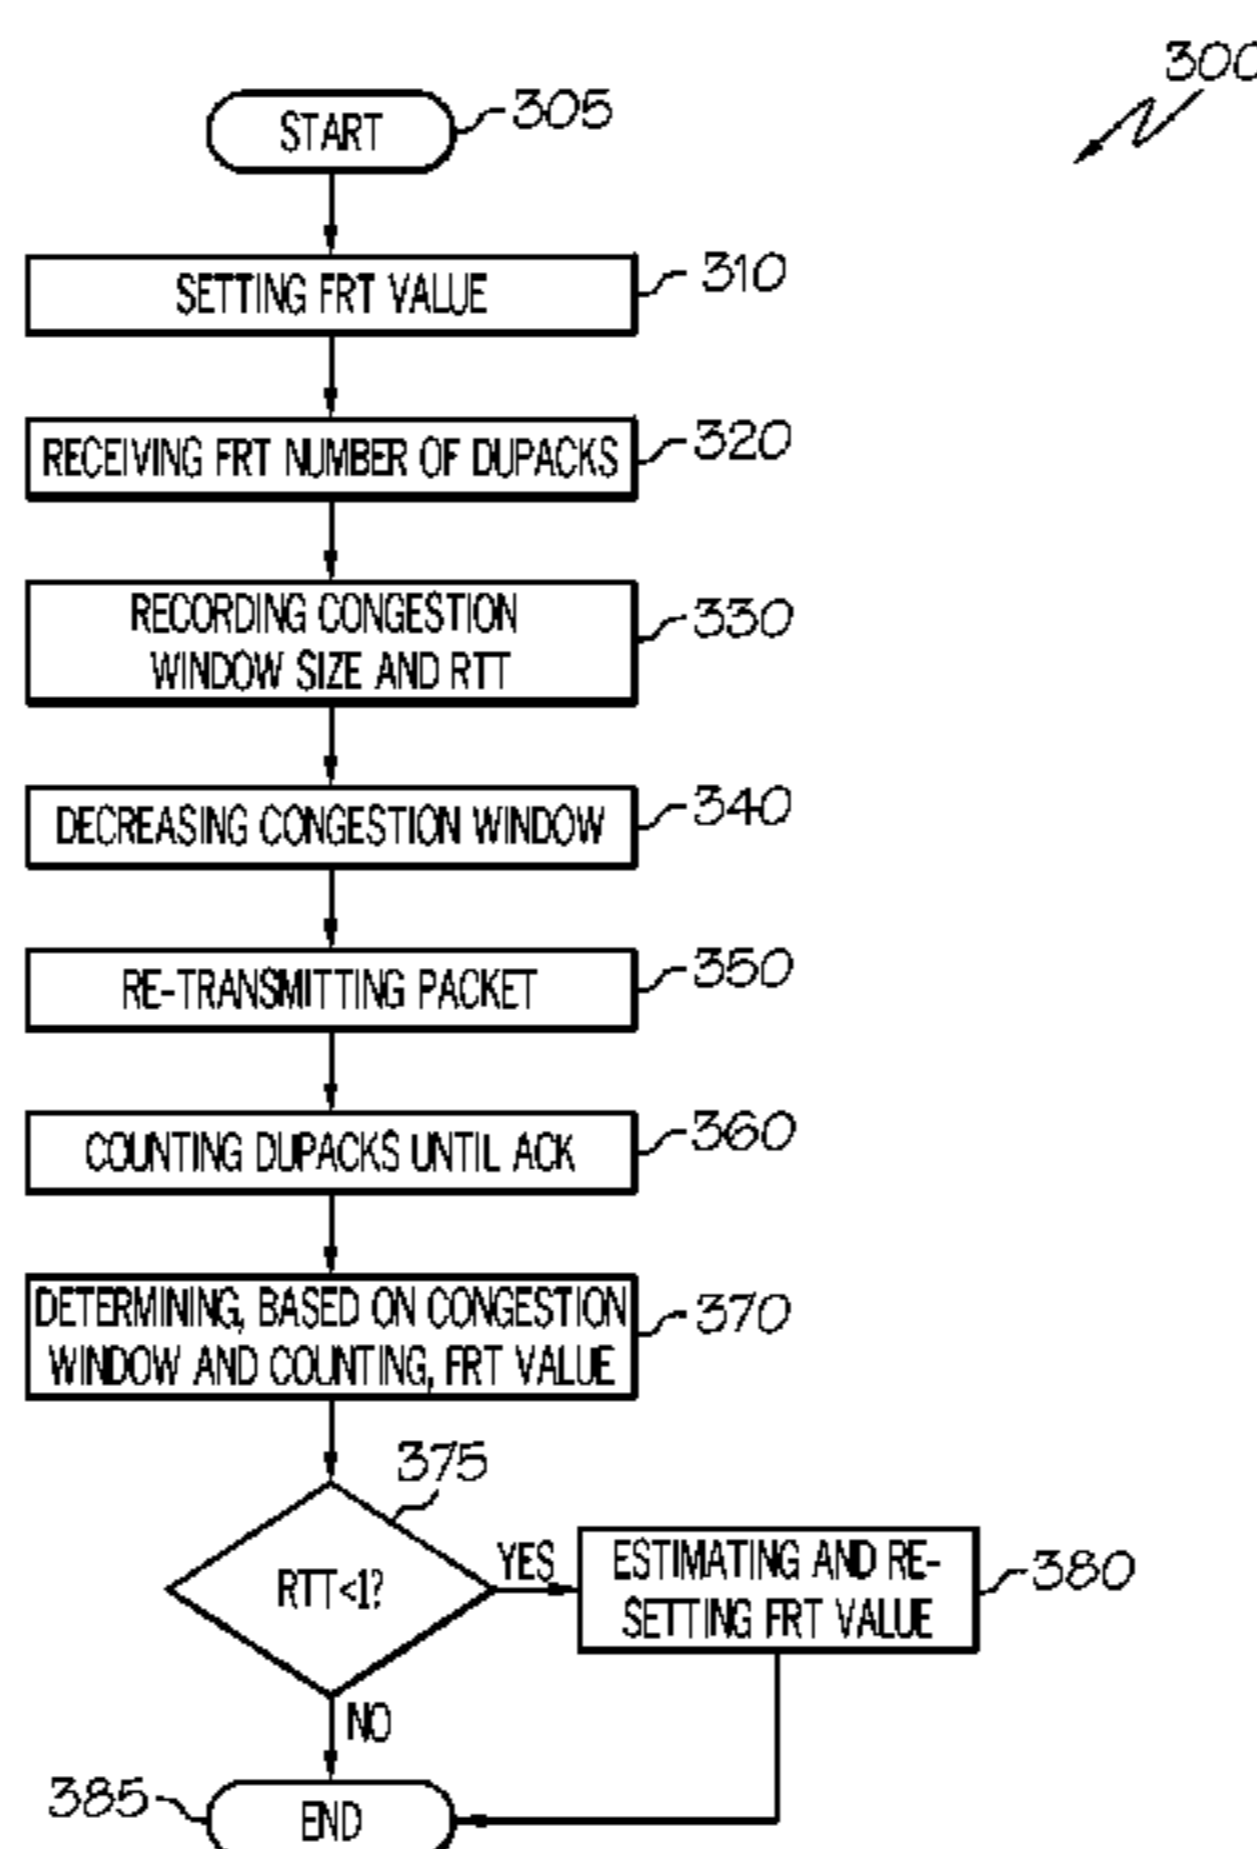 300
START
305
SETTING FRT VALUE
310
RECEIVING FRT NUMBER OF DUPACKS
320
RECORDING CONGESTION
WINDOW SIZE AND RTT
330
DECREASING CONGESTION WINDOW
340
RE-TRANSMITTING PACKET
350
COUNTING DUPACKS UNTIL ACK
360
DETERMINING, BASED ON CONGESTION
WINDOW AND COUNTING, FRT VALUE
370
375
RTT<1?
YES
ESTIMATING AND RE-
SETTING FRT VALUE
380
NO
385
END